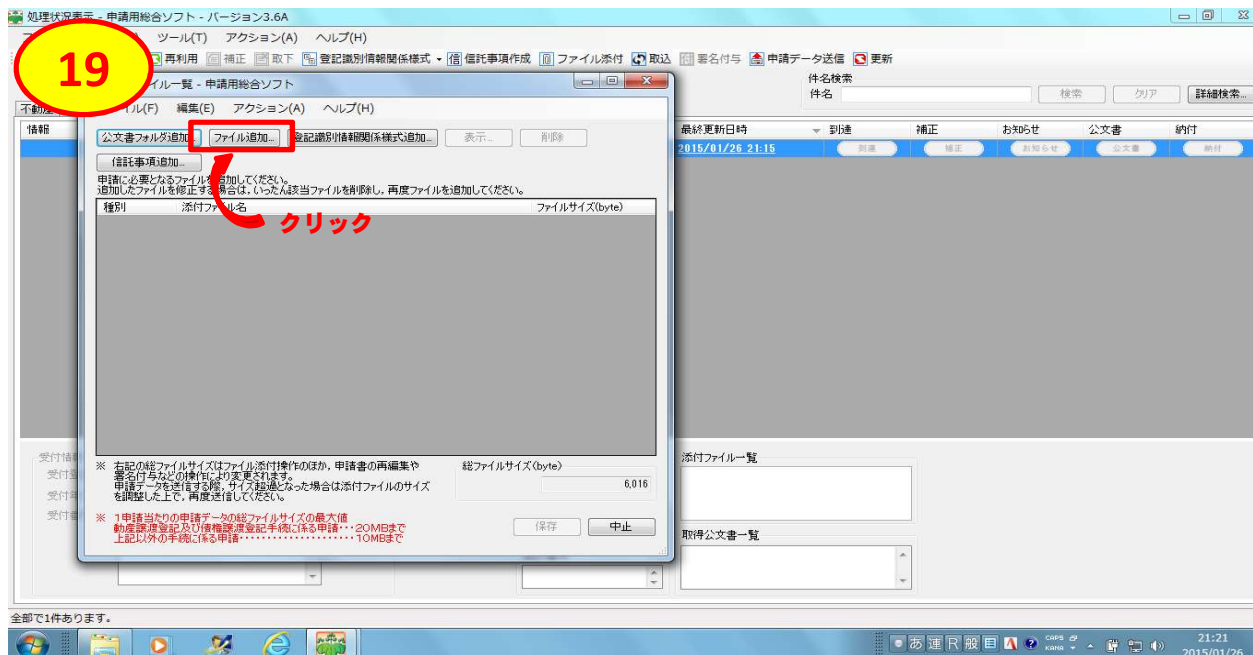 処理状況表示 - 申請用総合ソフト - バージョン3.6A
ツール(T) アクション(A) ヘルプ(H)
19
再利用 補正 取下 登記識別情報関係様式 信託事項作成 ファイル添付 取込 署名付与 申請データ送信 更新
件名検索
件名 検索 クリア 詳細検索...
イル一覧 - 申請用総合ソフト
イル(F) 編集(E) アクション(A) ヘルプ(H)
不動産
情報 最終更新日時 到達 補正 お知らせ 公文書 納付
2015/01/26 21:15 到達 補正 お知らせ 公文書 納付
公文書フォルダ追加... ファイル追加... 登記識別情報関係様式追加... 表示... 削除
信託事項追加...
申請に必要となるファイルを追加してください。
追加したファイルを修正する場合は，いったん該当ファイルを削除し，再度ファイルを追加してください。
種別 添付ファイル名 ファイルサイズ(byte)
クリック
受付情報
受付
受付年
受付
※ 右記の総ファイルサイズはファイル添付操作のほか，申請書の再編集や
署名付与などの操作により変更されます。
申請データを送信する際，サイズ超過となった場合は添付ファイルのサイズ
を調整した上で，再度送信してください。
総ファイルサイズ(byte)
6,016
※ 1申請当たりの申請データの総ファイルサイズの最大値
動産譲渡登記及び債権譲渡登記手続に係る申請・・・20MBまで
上記以外の手続に係る申請・・・・・・・・・・・・・・・・・・・・10MBまで
保存 中止
添付ファイル一覧
取得公文書一覧
全部で1件あります。
あ 連 R 般 CAPS KANA
21:21
2015/01/26